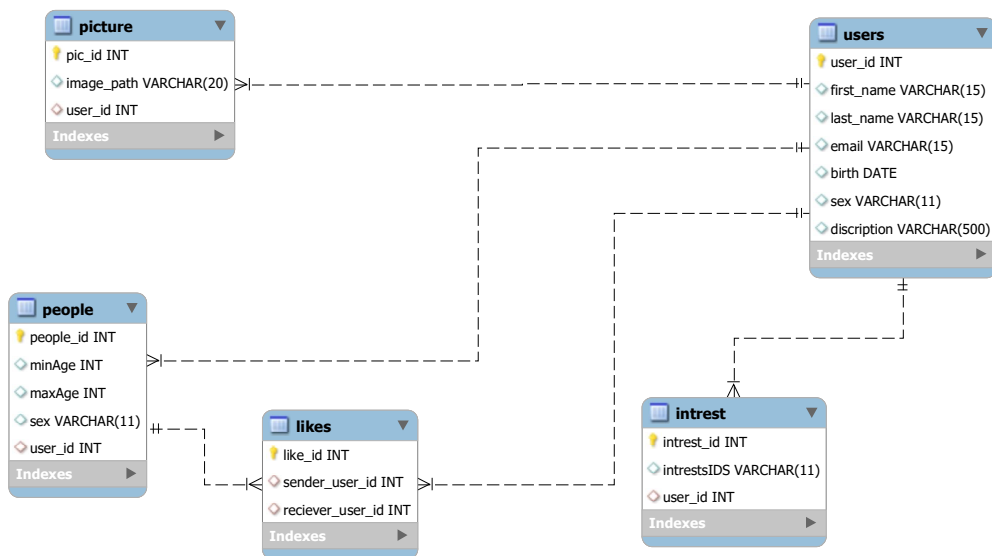 picture
pic_id INT
image_path VARCHAR(20)
user_id INT
Indexes
users
user_id INT
first_name VARCHAR(15)
last_name VARCHAR(15)
email VARCHAR(15)
birth DATE
sex VARCHAR(11)
discription VARCHAR(500)
Indexes
people
people_id INT
minAge INT
maxAge INT
sex VARCHAR(11)
user_id INT
Indexes
likes
like_id INT
sender_user_id INT
reciever_user_id INT
Indexes
intrest
intrest_id INT
intrestsIDS VARCHAR(11)
user_id INT
Indexes